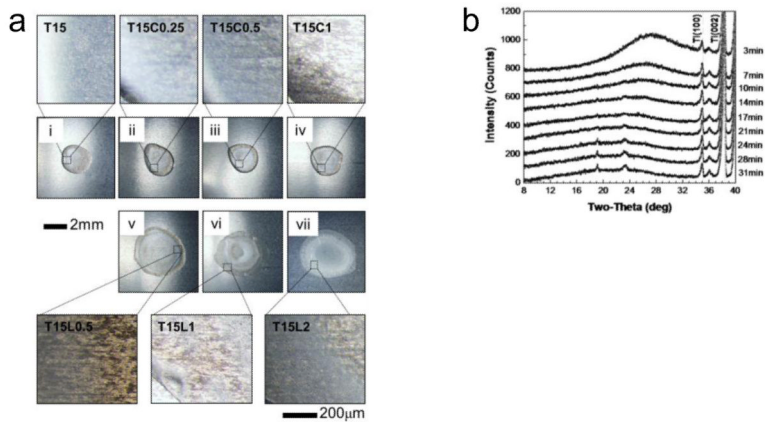 a
T15 T15C0.25 T15C0.5 T15C1
i ii iii iv
2mm
v vi vii
T15L0.5 T15L1 T15L2
200μm
b
Ti(100) Ti(002)
Intensity (Counts)
1200
1000
800
600
400
200
0
3min
7min
10min
14min
17min
21min
24min
28min
31min
8 12 16 20 24 28 32 36 40
Two-Theta (deg)